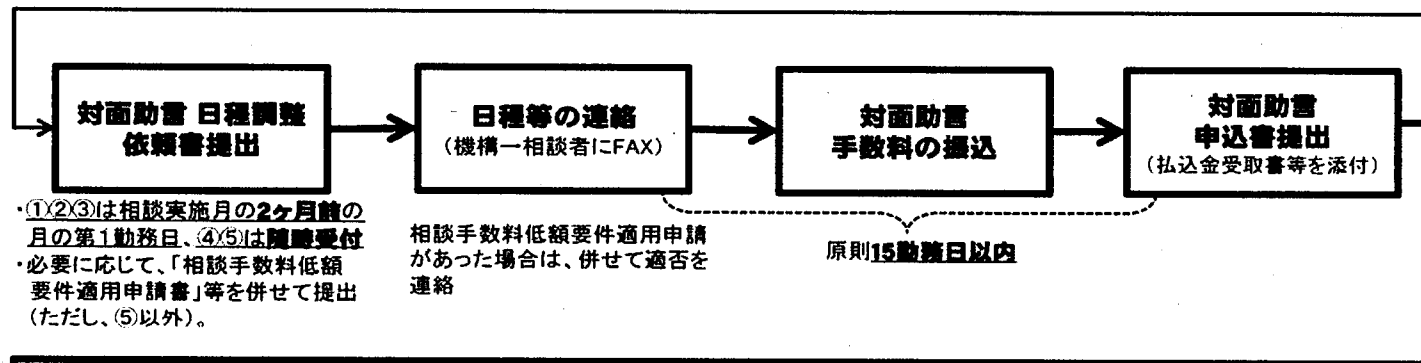 対面助言 日程調整
依頼書提出
日程等の連絡
(機構ー相談者にFAX)
対面助言
手数料の振込
対面助言
申込書提出
(払込金受取書等を添付)
・①②③は相談実施月の2ヶ月前の
月の第1勤務日、④⑤は随時受付
・必要に応じて、「相談手数料低額
要件適用申請書」等を併せて提出
(ただし、⑤以外)。
相談手数料低額要件適用申請
があった場合は、併せて適否を
連絡
原則15勤務日以内